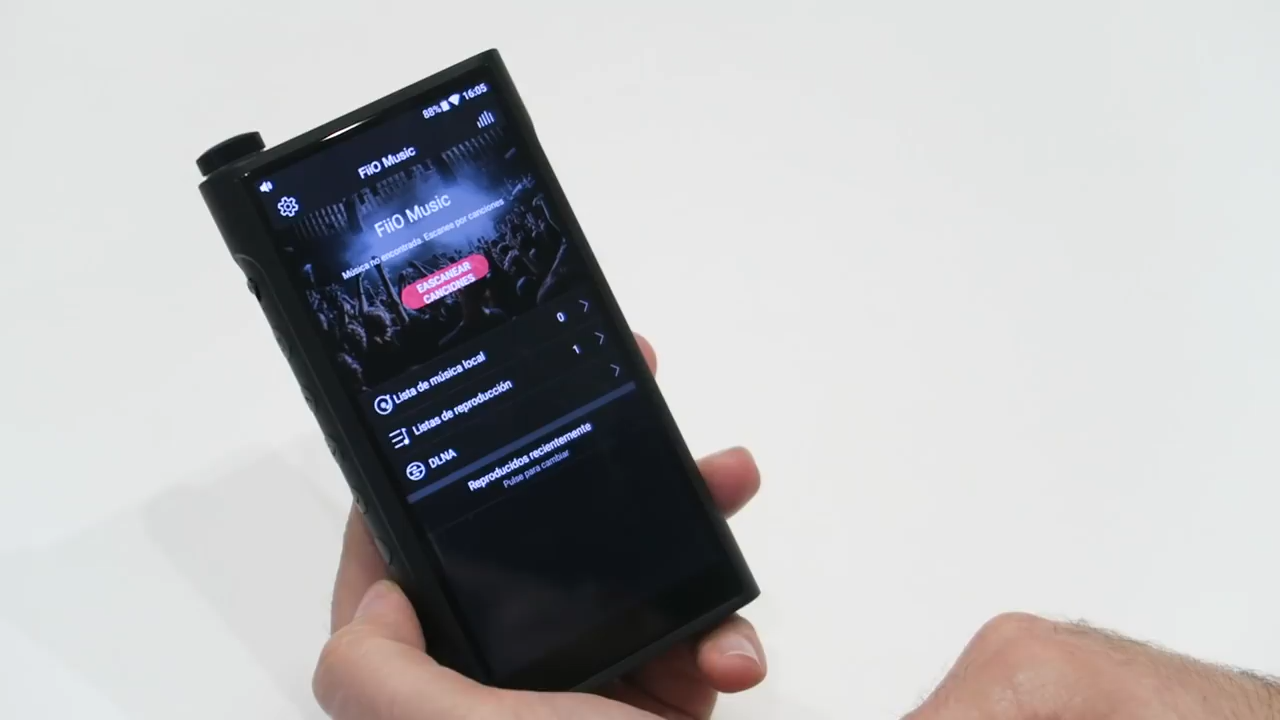 88% 16:05
FiiO Music
FiiO Music
Música no encontrada. Escanee por canciones
EASCANEAR
CANCIONES
Lista de música local 0
Listas de reproducción 1
DLNA
Reproducidos recientemente
Pulse para cambiar